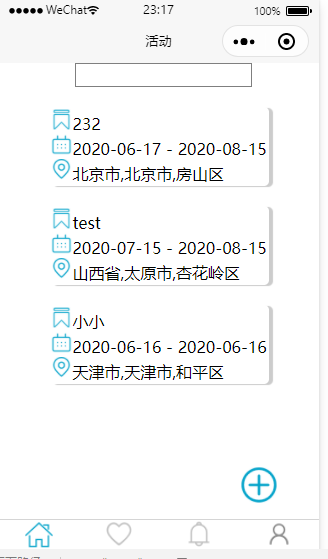 WeChat 23:17 100%
活动
232
2020-06-17 - 2020-08-15
北京市,北京市,房山区
test
2020-07-15 - 2020-08-15
山西省,太原市,杏花岭区
小小
2020-06-16 - 2020-06-16
天津市,天津市,和平区